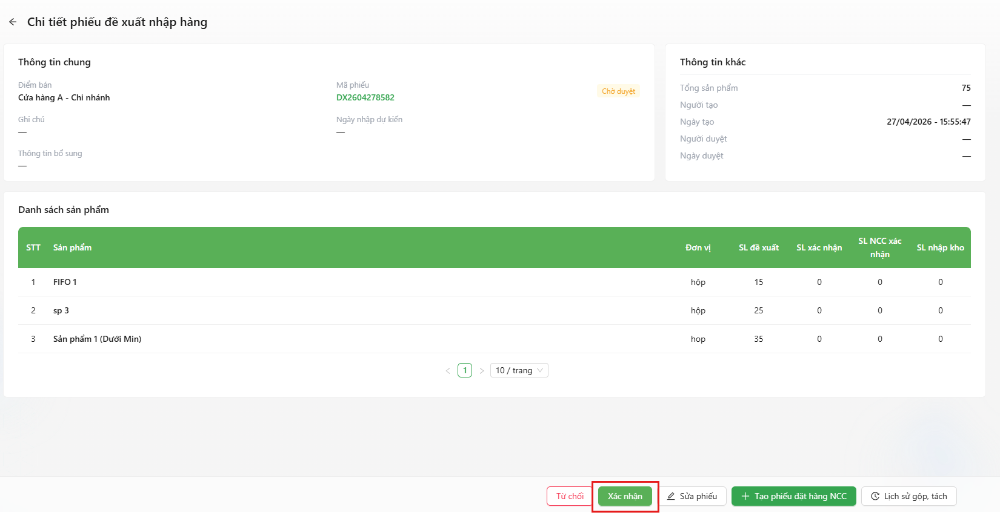 Chi tiết phiếu đề xuất nhập hàng
Thông tin chung
Điểm bán
Cửa hàng A - Chi nhánh
Mã phiếu
DX2604278582
Chờ duyệt
Ghi chú
—
Ngày nhập dự kiến
—
Thông tin bổ sung
—
Thông tin khác
Tổng sản phẩm 75
Người tạo —
Ngày tạo 27/04/2026 - 15:55:47
Người duyệt —
Ngày duyệt —
Danh sách sản phẩm
STT Sản phẩm Đơn vị SL đề xuất SL xác nhận SL NCC xác nhận SL nhập kho
1 FIFO 1 hộp 15 0 0 0
2 sp 3 hộp 25 0 0 0
3 Sản phẩm 1 (Dưới Min) hop 35 0 0 0
< 1 > 10 / trang
Từ chối Xác nhận Sửa phiếu + Tạo phiếu đặt hàng NCC Lịch sử gộp, tách